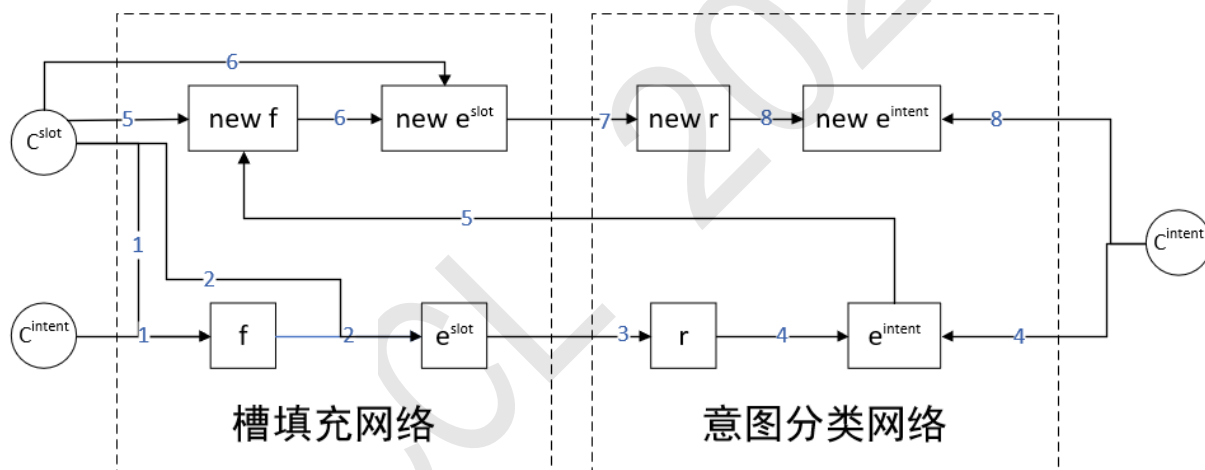 6
5
new f
6
new e^slot
7
new r
8
new e^intent
8
C^slot
1
5
2
C^intent
C^intent
1
f
2
e^slot
3
r
4
e^intent
4
槽填充网络
意图分类网络